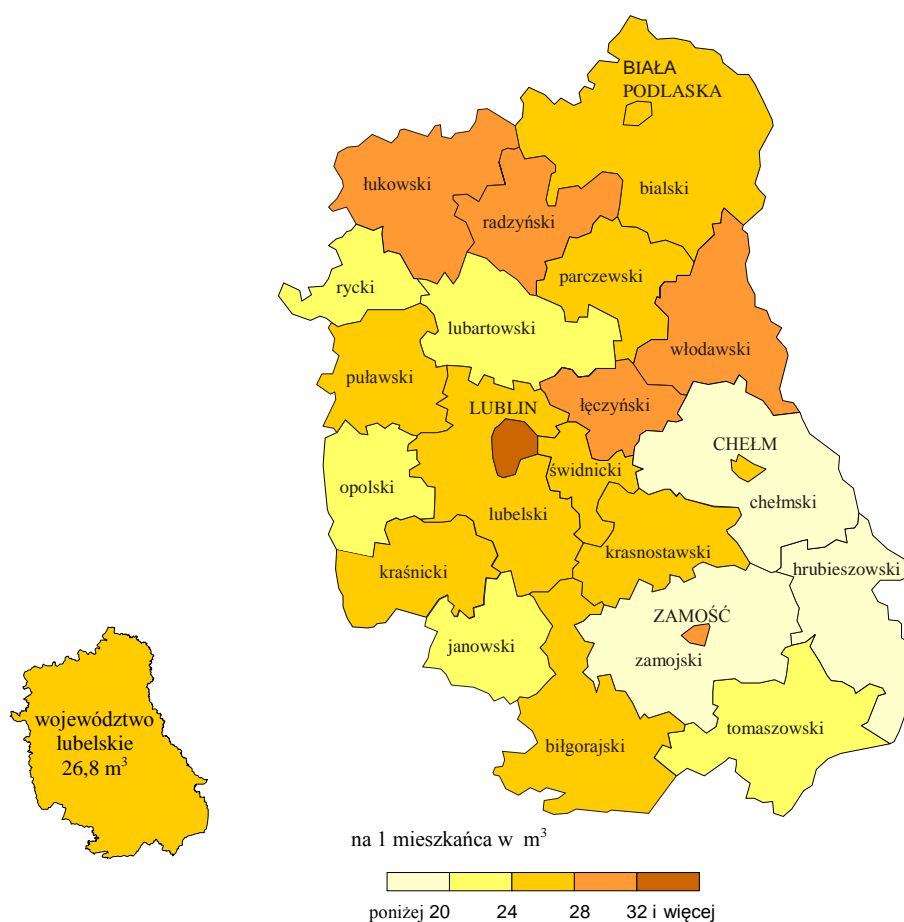 BIAŁA
PODLASKA
łukowski
bialski
radzyński
parczewski
rycki
lubartowski
włodawski
puławski
LUBLIN
łęczyński
CHEŁM
świdnicki
opolski
chełmski
lubelski
krasnostawski
hrubieszowski
kraśnicki
ZAMOŚĆ
janowski
zamojski
województwo
lubelskie
26,8 m³
tomaszowski
biłgorajski
na 1 mieszkańca w m³
poniżej 20 24 28 32 i więcej